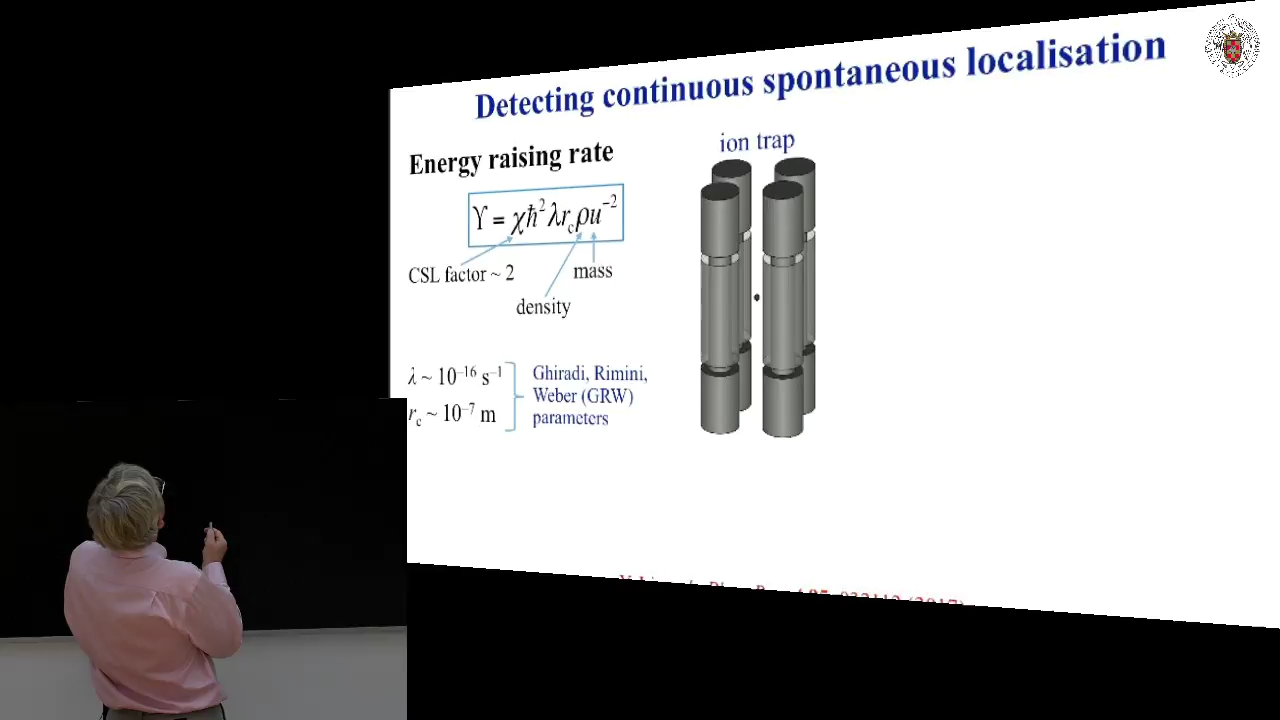 Detecting continuous spontaneous localisation
Energy raising rate
ϒ = χℏ²λr_cρu⁻²
CSL factor ~ 2
mass
density
λ ~ 10⁻¹⁶ s⁻¹
r_c ~ 10⁻⁷ m
Ghiradi, Rimini,
Weber (GRW)
parameters
ion trap
(2017)